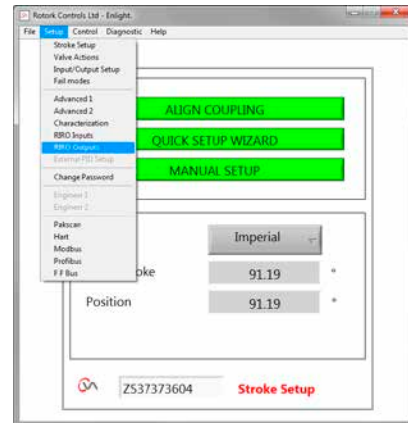 Rotork Controls Ltd - Enlight.
File Setup Control Diagnostic Help
Stroke Setup
Valve Actions
Input/Output Setup
Fail modes
Advanced 1
Advanced 2
Characterization
RIRO Inputs
RIRO Outputs
External PID Setup
Change Password
Engineer 1
Engineer 2
Pakscan
Hart
Modbus
Profibus
F F Bus
ALIGN COUPLING
QUICK SETUP WIZARD
MANUAL SETUP
Imperial
oke 91.19 °
Position 91.19 °
ZS37373604 Stroke Setup